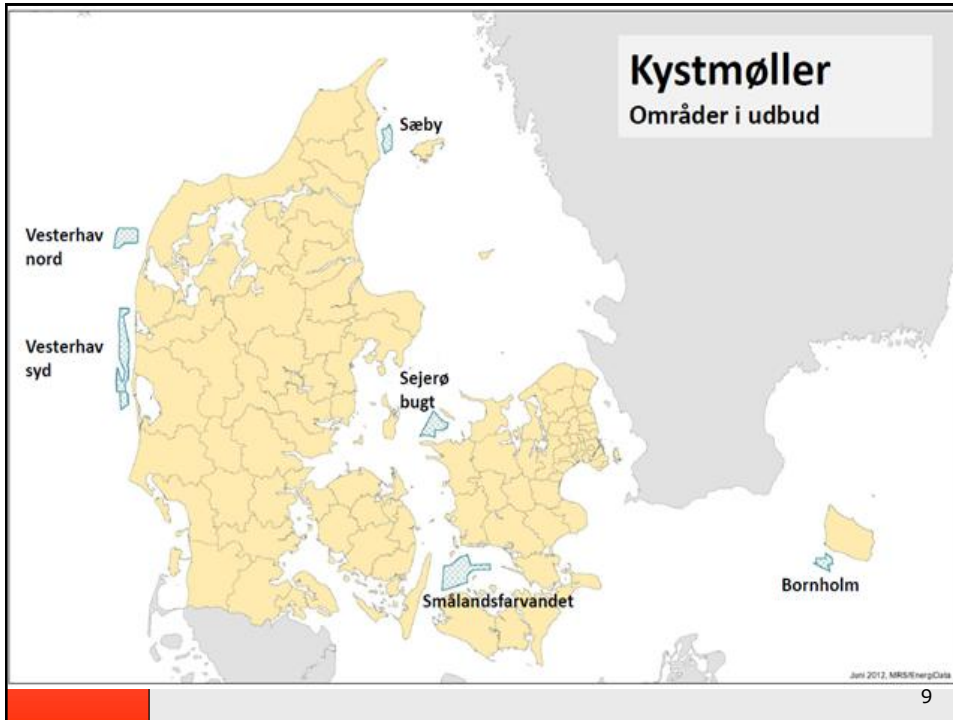 Kystmøller
Områder i udbud
Sæby
Vesterhav
nord
Vesterhav
syd
Sejerø
bugt
Bornholm
Smålandsfarvandet
Juni 2012, MRS/EnergiData
9